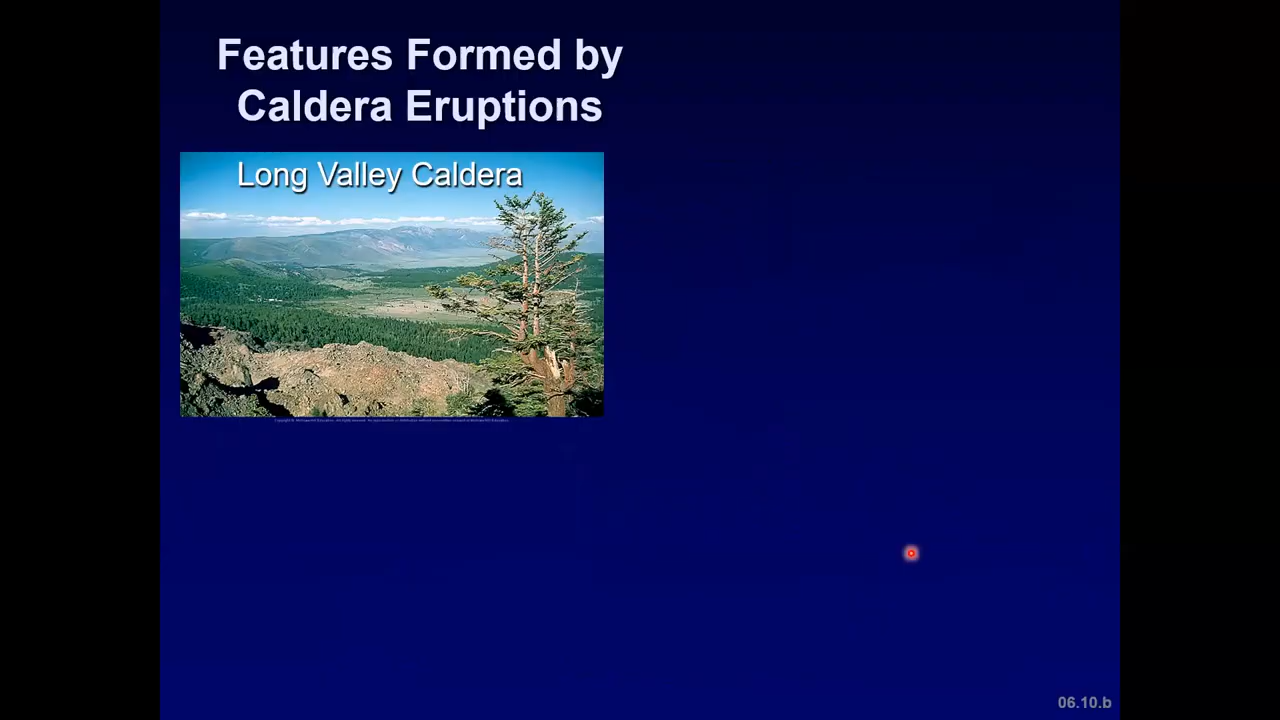 Features Formed by
Caldera Eruptions
Long Valley Caldera
06.10.b